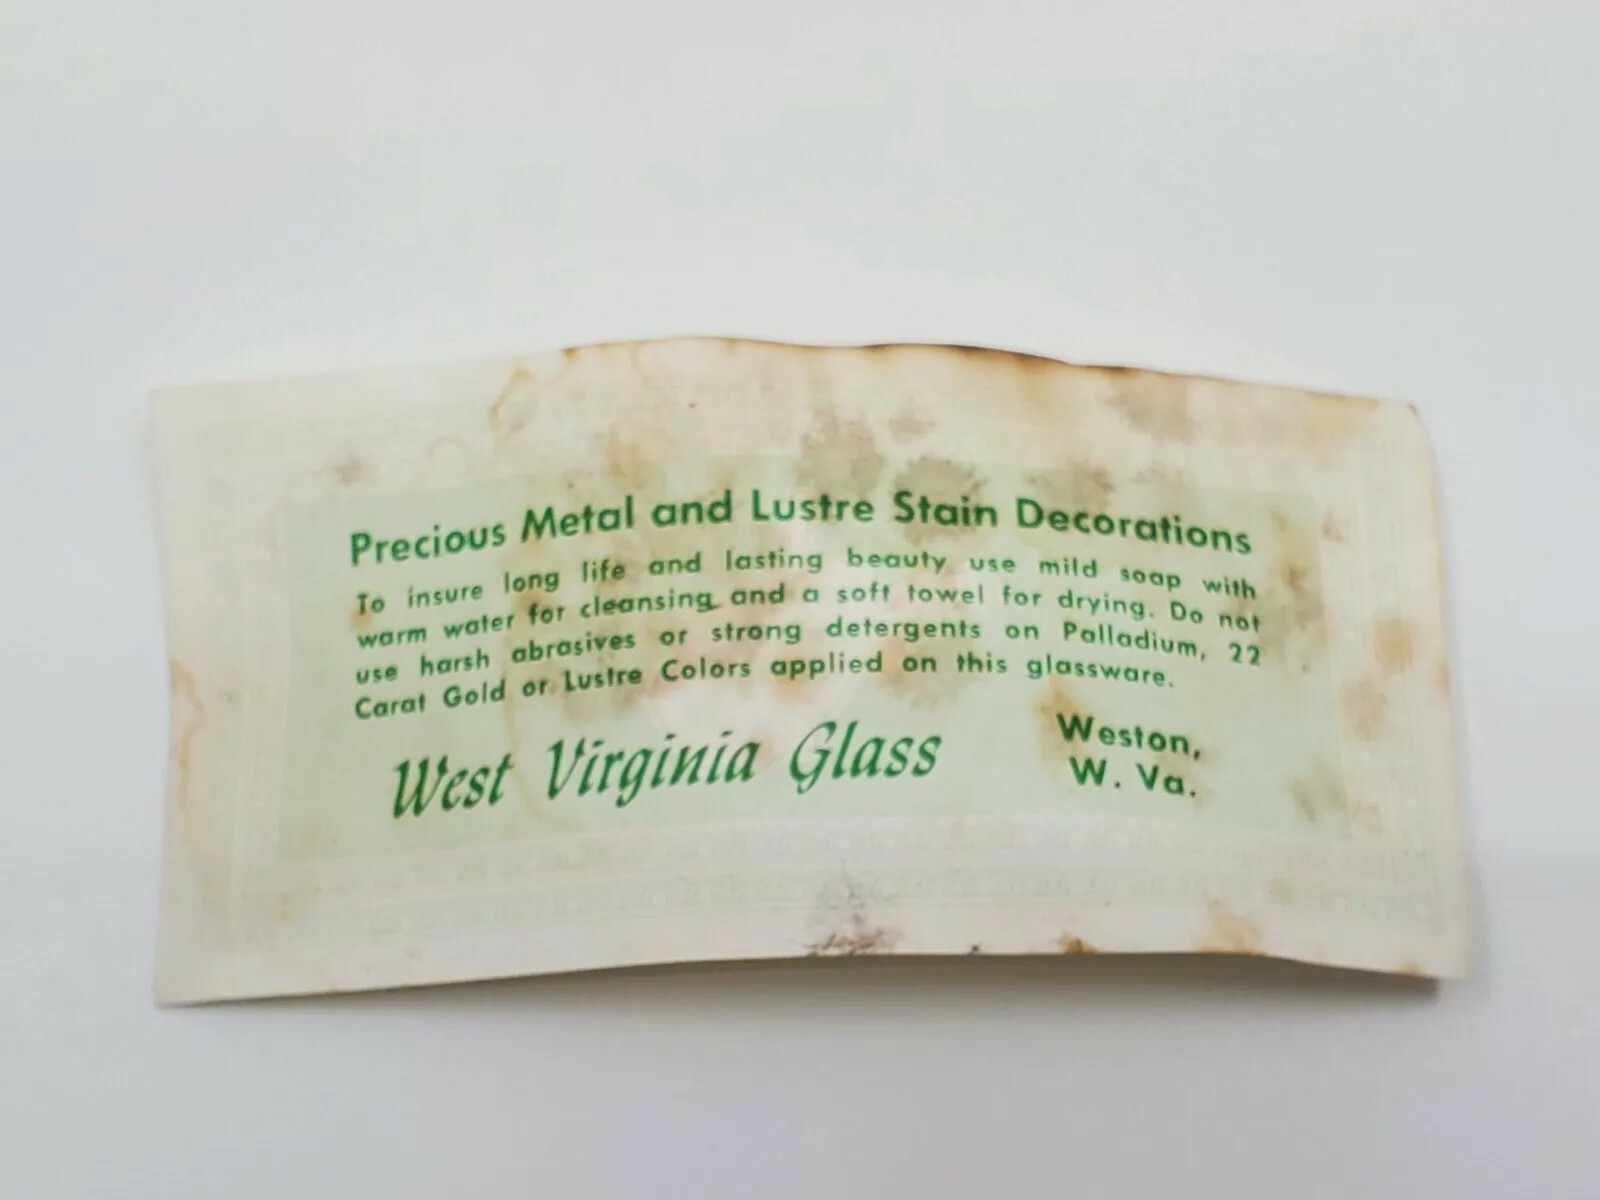 Precious Metal and Lustre Stain Decorations
To insure long life and lasting beauty use mild soap with
warm water for cleansing and a soft towel for drying. Do not
use harsh abrasives or strong detergents on Palladium, 22
Carat Gold or Lustre Colors applied on this glassware.
West Virginia Glass
Weston,
W. Va.